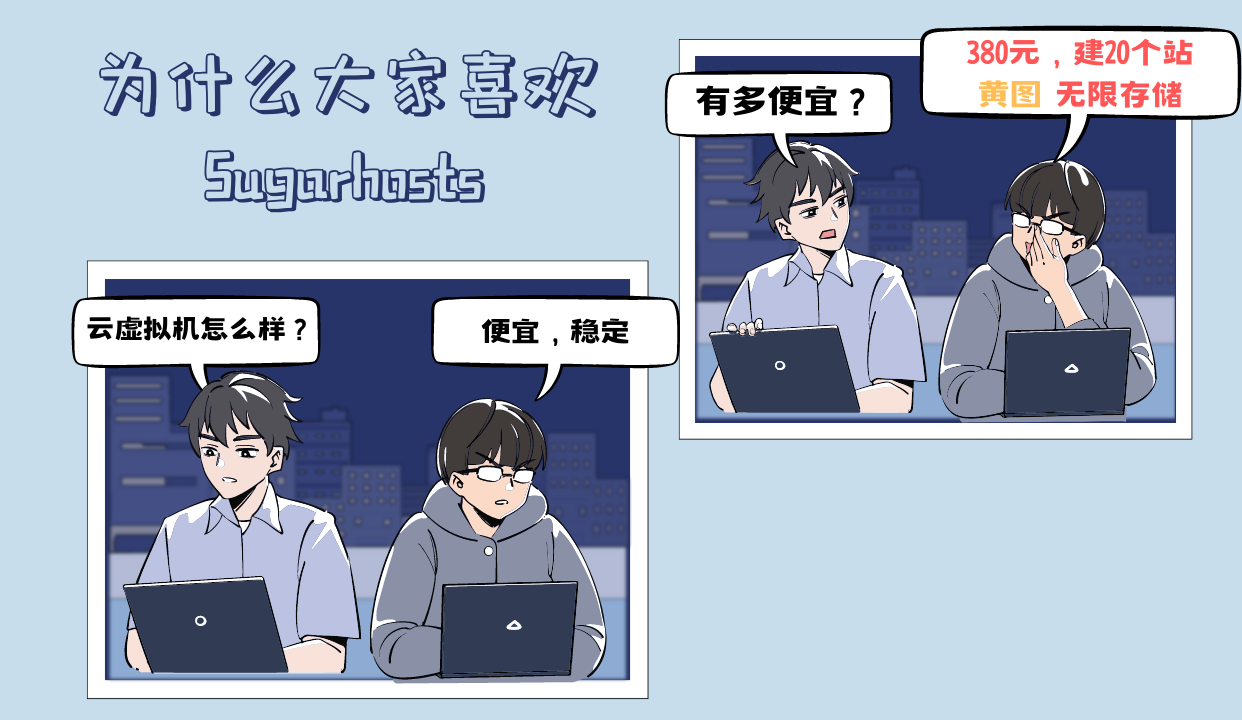 为什么大家喜欢
Sugarhosts
云虚拟机怎么样？
便宜，稳定
有多便宜？
380元，建20个站
黄图 无限存储